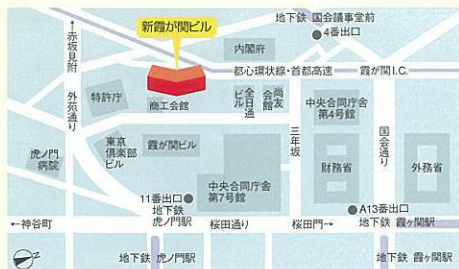 地下鉄 国会議事堂前
4番出口
新霞が関ビル
内閣府
←赤坂見附
都心環状線・首都高速
霞が関I.C.
外苑通り
特許庁
商工会館
全日通
ビル
尚友
会館
中央合同庁舎
第4号館
三年坂
国会通り
虎ノ門
病院
東京
倶楽部
ビル
霞が関ビル
財務省
外務省
中央合同庁舎
第7号館
11番出口
地下鉄
虎ノ門駅
A13番出口
地下鉄 霞ヶ関駅
←神谷町
桜田通り
桜田門→
地下鉄 虎ノ門駅
地下鉄 霞ヶ関駅